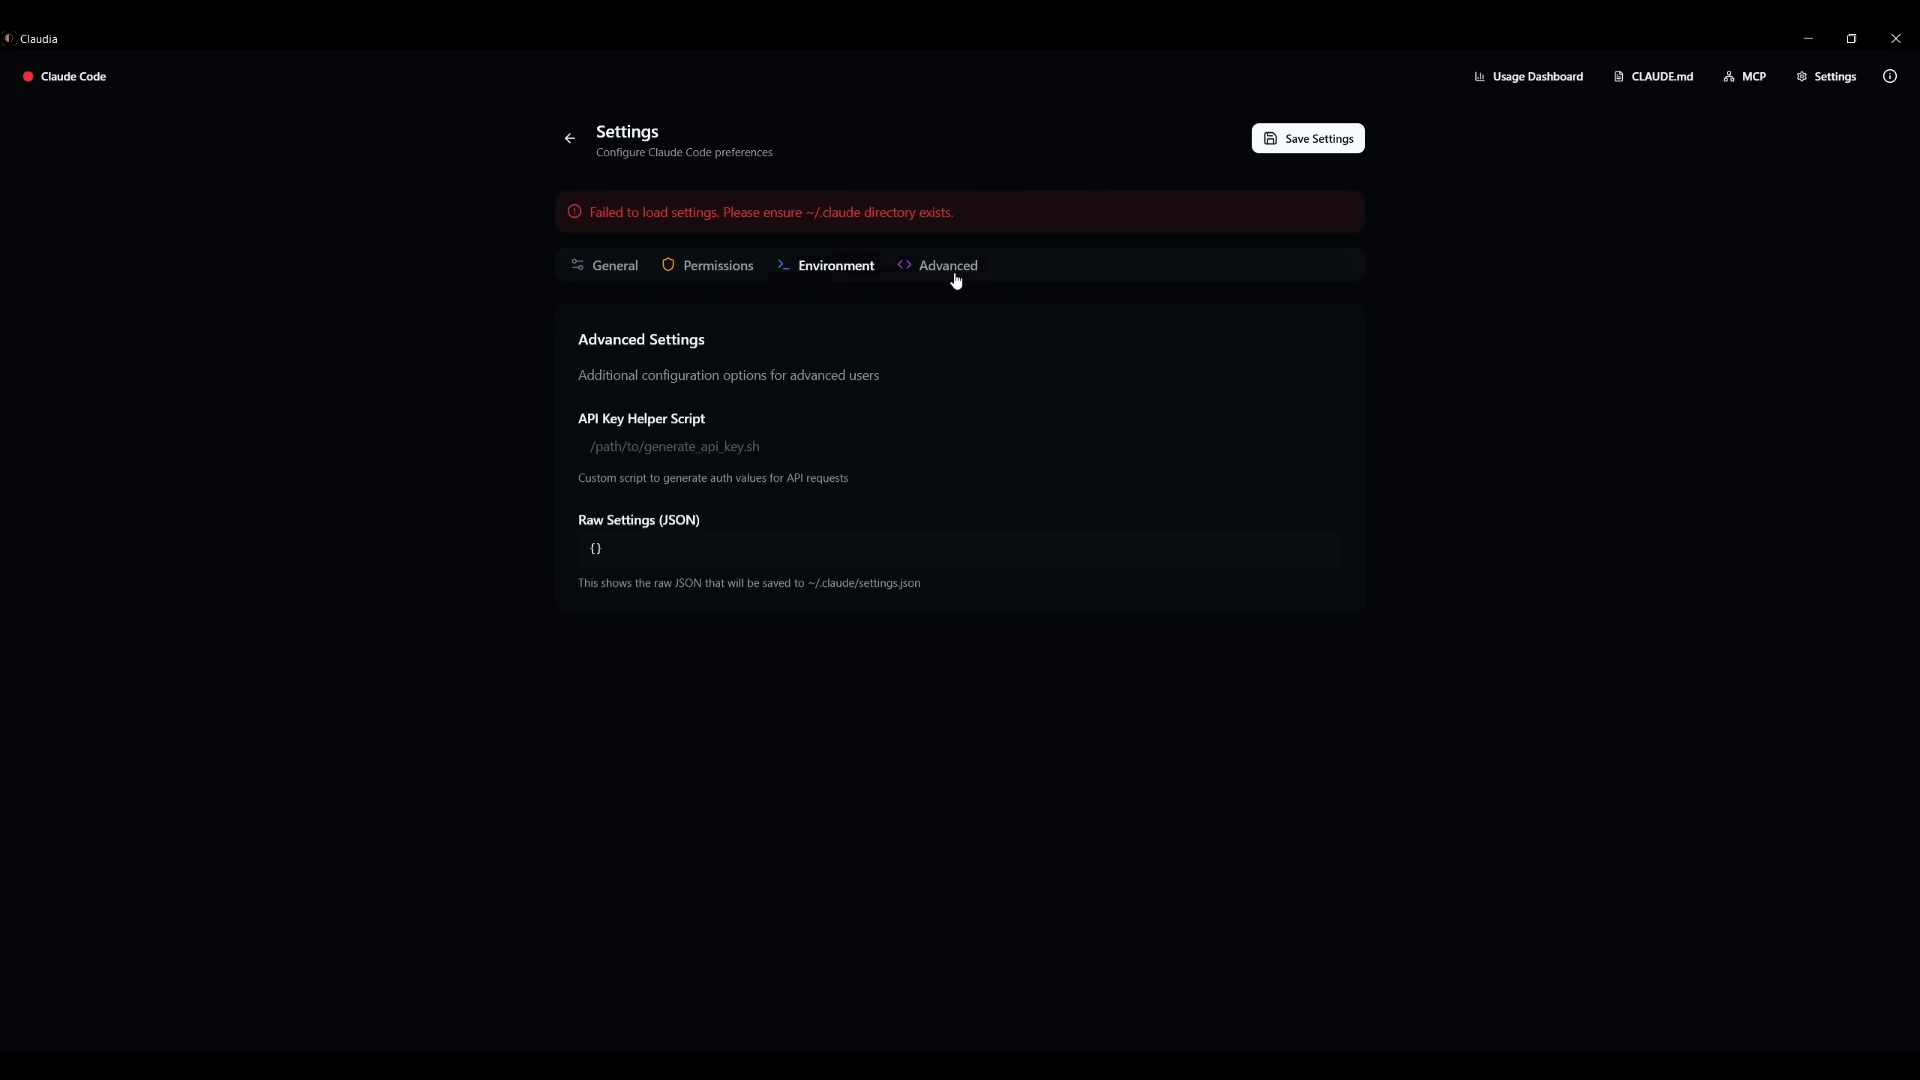 Claudia
Claude Code
Usage Dashboard
CLAUDE.md
MCP
Settings
Settings
Configure Claude Code preferences
Save Settings
Failed to load settings. Please ensure ~/.claude directory exists.
General
Permissions
Environment
Advanced
Advanced Settings
Additional configuration options for advanced users
API Key Helper Script
/path/to/generate_api_key.sh
Custom script to generate auth values for API requests
Raw Settings (JSON)
{}
This shows the raw JSON that will be saved to ~/.claude/settings.json